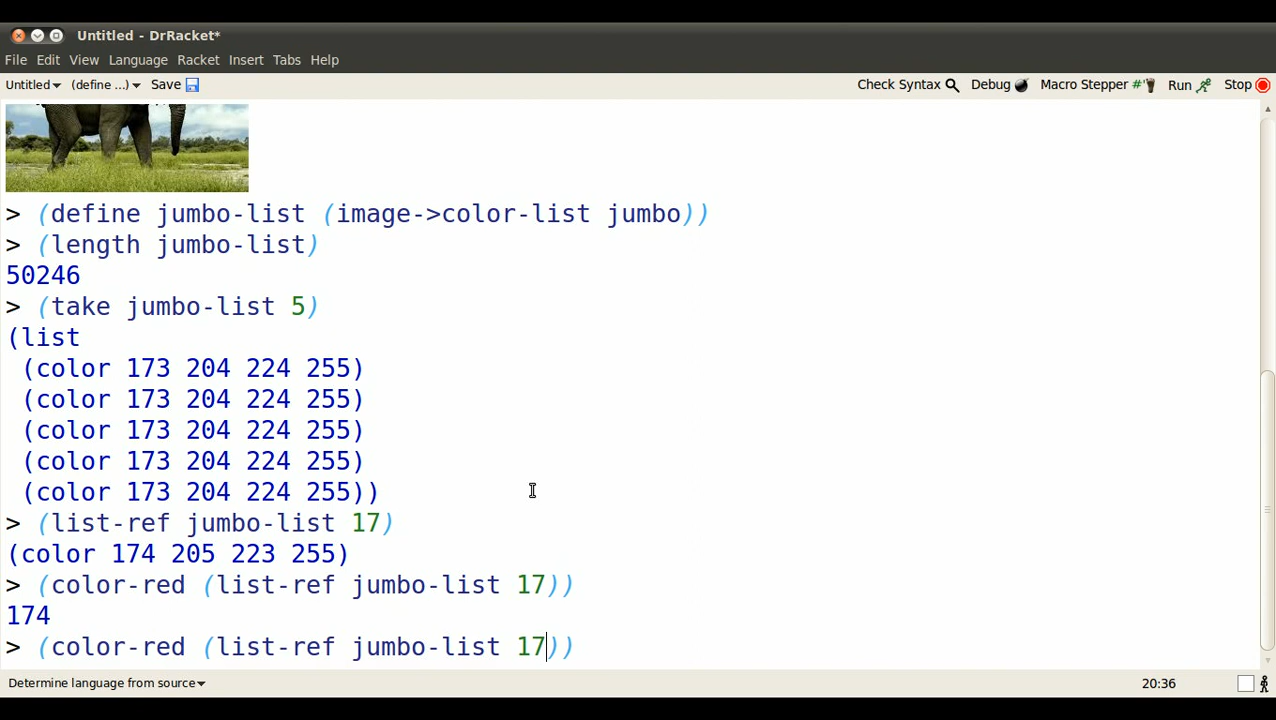 Untitled - DrRacket*
File Edit View Language Racket Insert Tabs Help
Untitled (define ...) Save Check Syntax Debug Macro Stepper #' Run Stop
> (define jumbo-list (image->color-list jumbo))
> (length jumbo-list)
50246
> (take jumbo-list 5)
(list
 (color 173 204 224 255)
 (color 173 204 224 255)
 (color 173 204 224 255)
 (color 173 204 224 255)
 (color 173 204 224 255))
> (list-ref jumbo-list 17)
(color 174 205 223 255)
> (color-red (list-ref jumbo-list 17))
174
> (color-red (list-ref jumbo-list 17))
Determine language from source 20:36